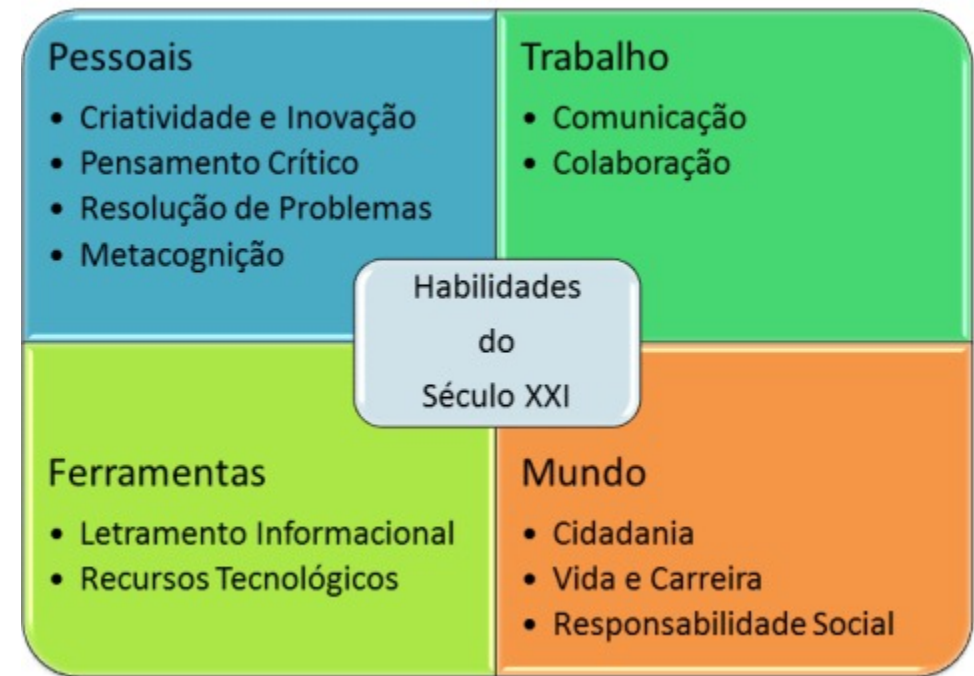 Pessoais
• Criatividade e Inovação
• Pensamento Crítico
• Resolução de Problemas
• Metacognição
Trabalho
• Comunicação
• Colaboração
Habilidades
do
Século XXI
Ferramentas
• Letramento Informacional
• Recursos Tecnológicos
Mundo
• Cidadania
• Vida e Carreira
• Responsabilidade Social